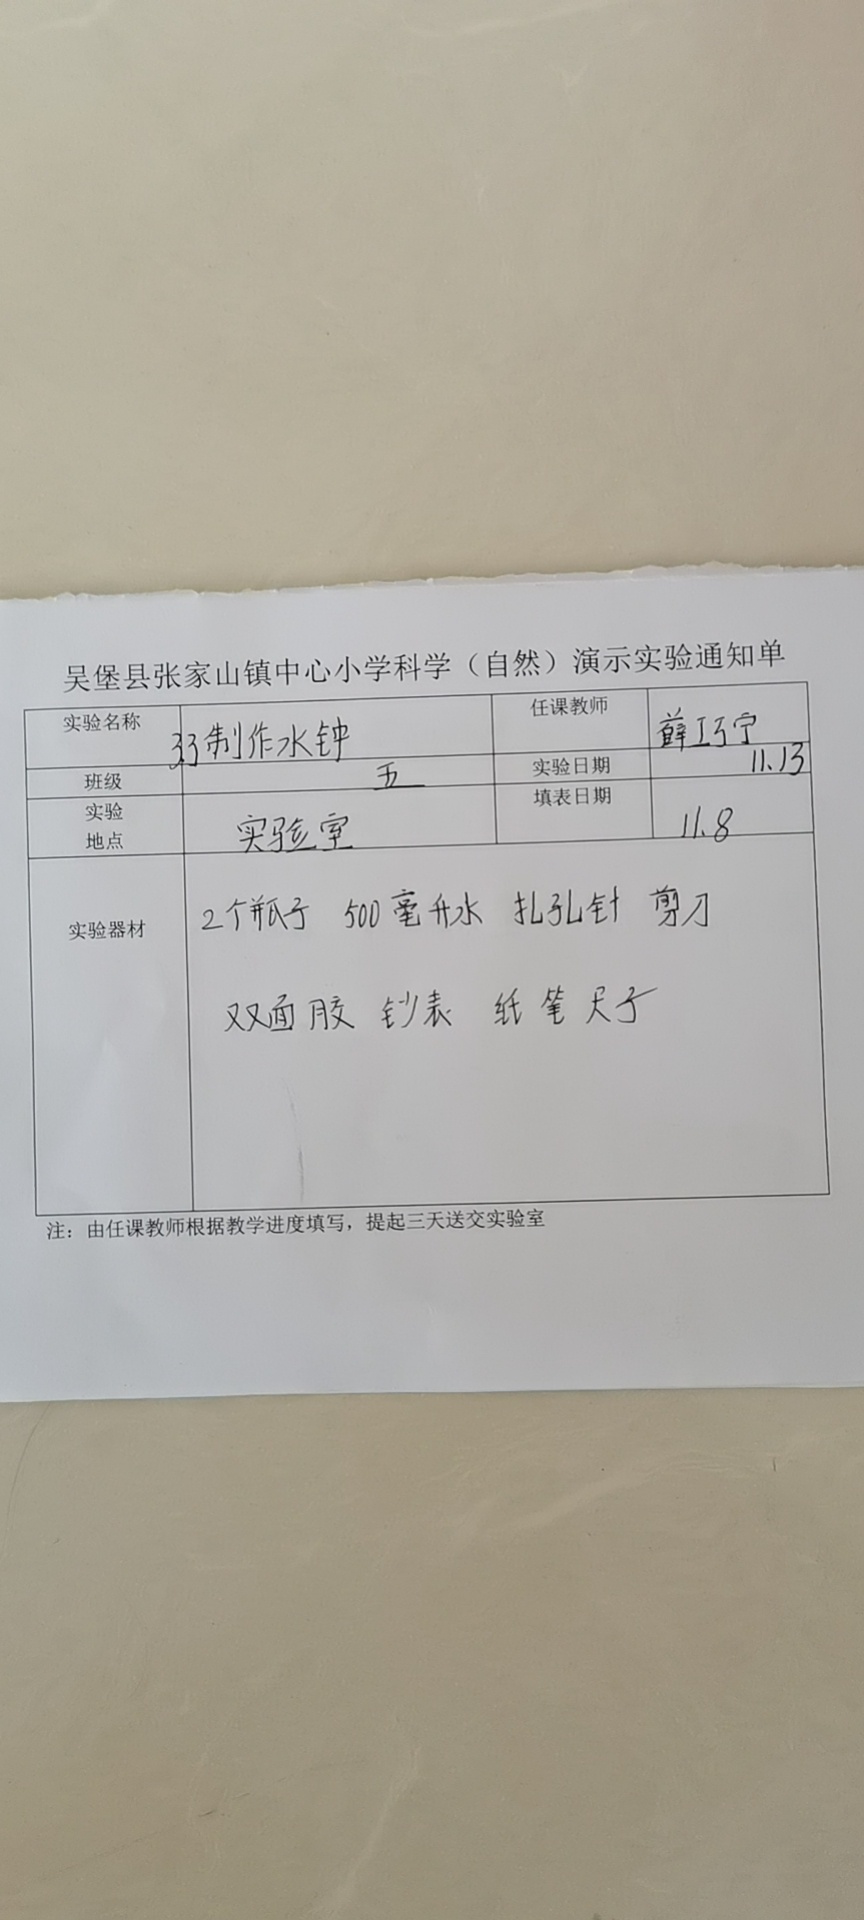 吴堡县张家山镇中心小学科学（自然）演示实验通知单
实验名称 3.3制作水钟 任课教师 薛巧宁
班级 五 实验日期 11.13
实验地点 实验室 填表日期 11.8
实验器材 2个瓶子 500毫升水 扎孔针 剪刀
双面胶 钞表 纸 笔 尺子
注：由任课教师根据教学进度填写，提起三天送交实验室